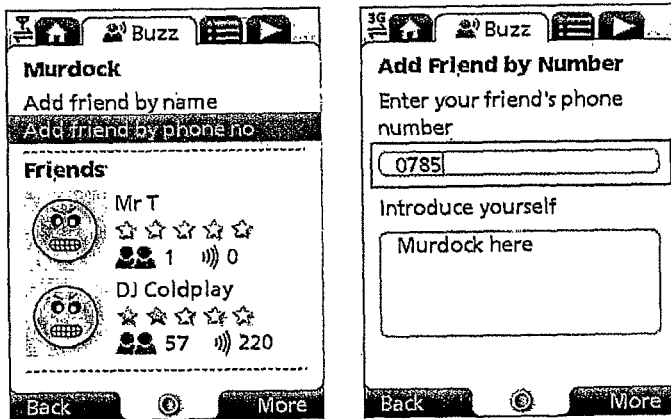 Buzz
Murdock
Add friend by name
Add friend by phone no
Friends
Mr T
1 0
DJ Coldplay
57 220
Back More
3G Buzz
Add Friend by Number
Enter your friend's phone
number
0785
Introduce yourself
Murdock here
Back More